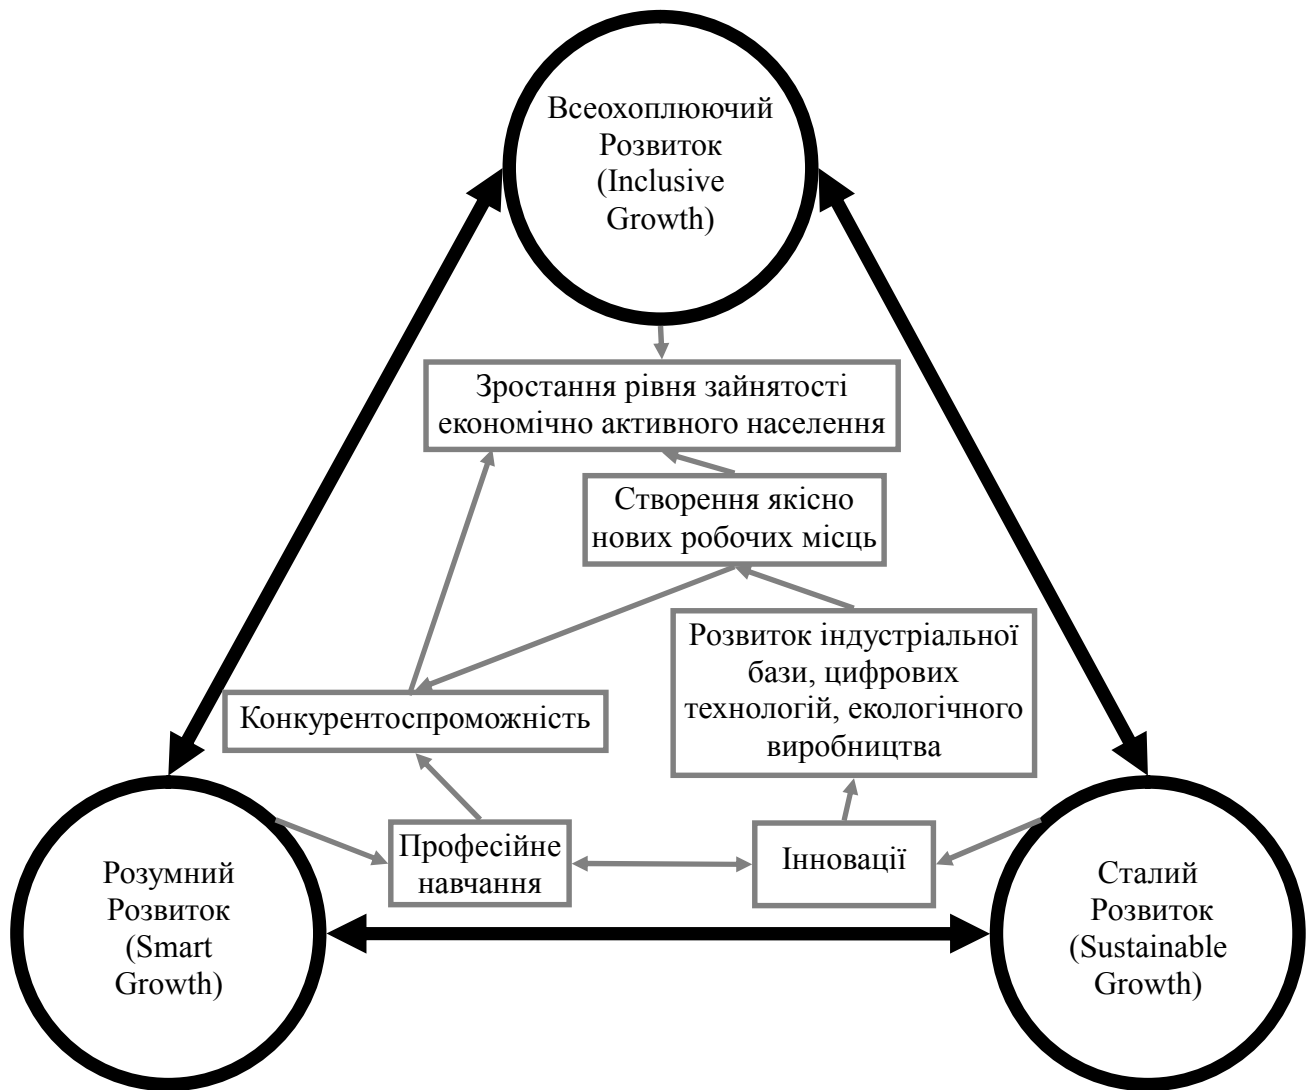 Всеохоплюючий
Розвиток
(Inclusive
Growth)
Зростання рівня зайнятості
економічно активного населення
Створення якісно
нових робочих місць
Розвиток індустріальної
бази, цифрових
технологій, екологічного
виробництва
Конкурентоспроможність
Професійне
навчання
Інновації
Розумний
Розвиток
(Smart
Growth)
Сталий
Розвиток
(Sustainable
Growth)